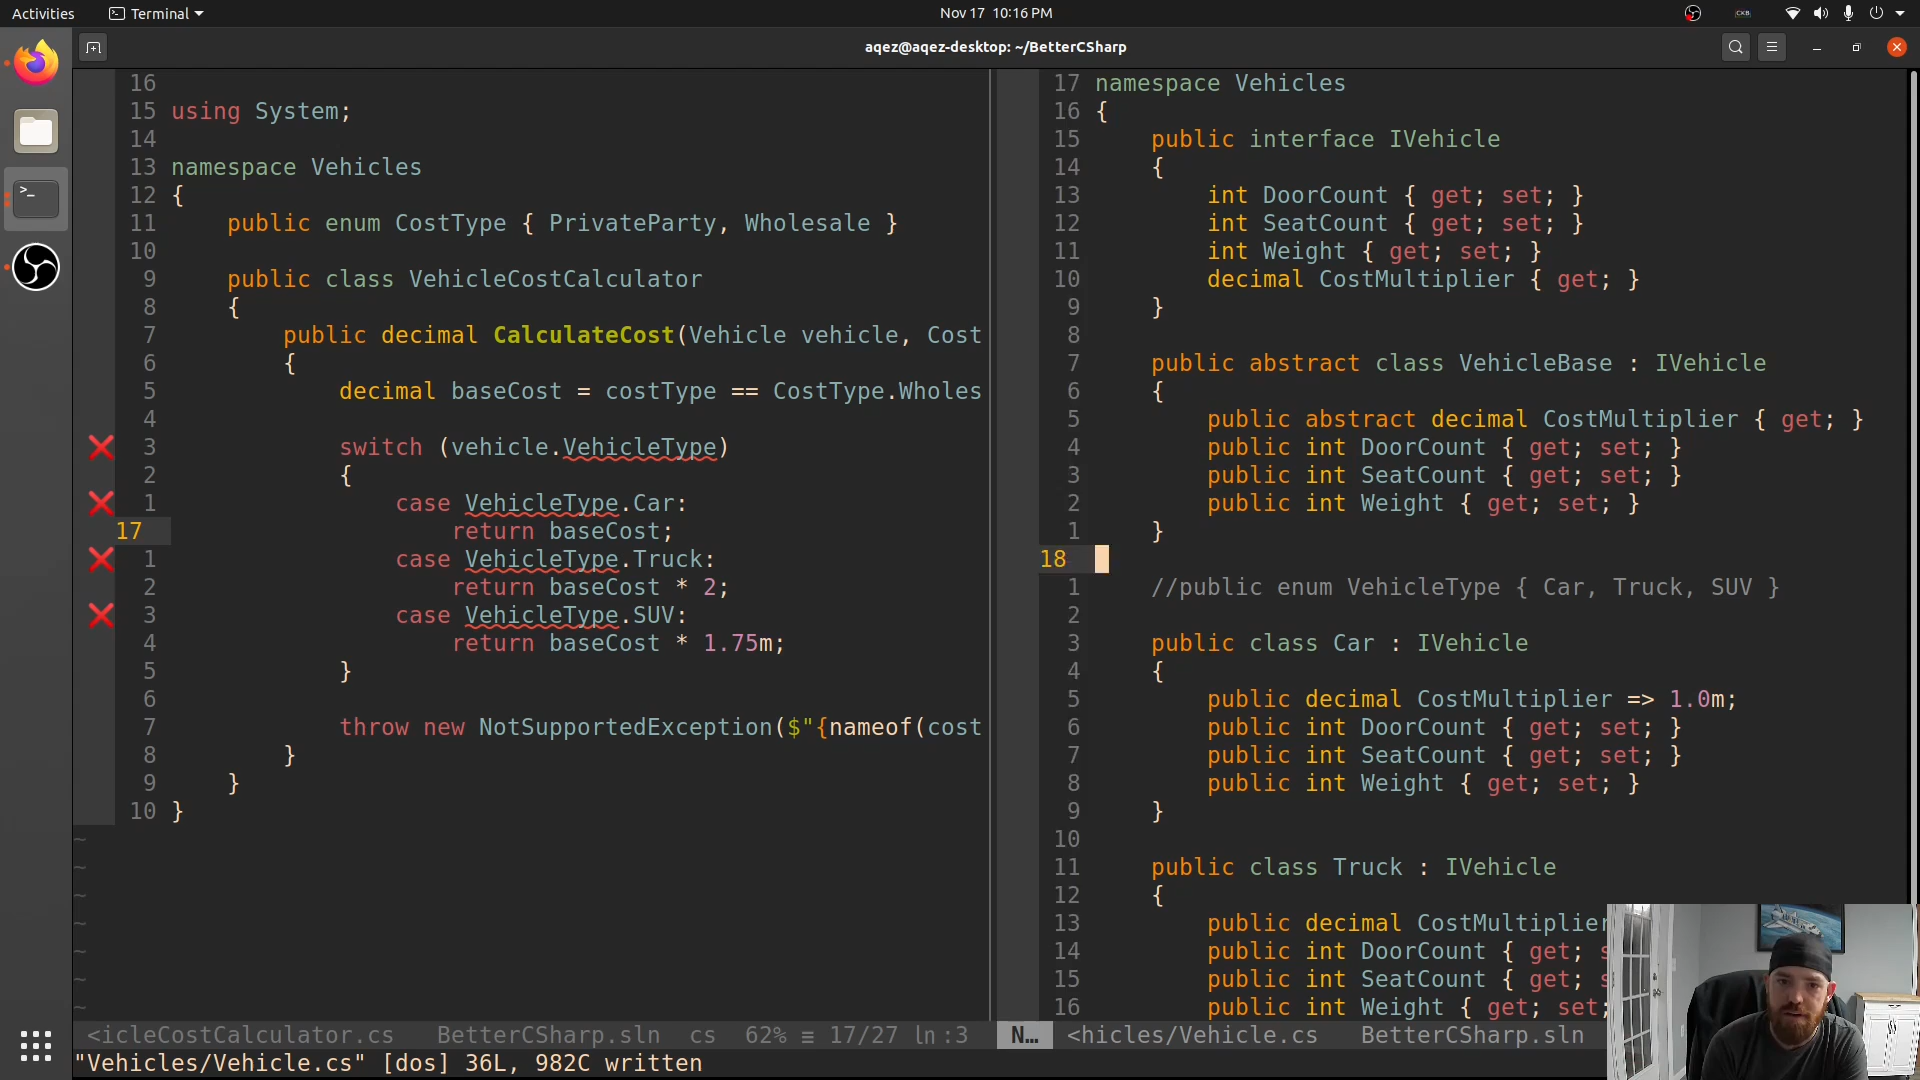 Activities Terminal Nov 17 10:16 PM CKB
aqez@aqez-desktop: ~/BetterCSharp
16
15 using System;
14
13 namespace Vehicles
12 {
11 public enum CostType { PrivateParty, Wholesale }
10
9 public class VehicleCostCalculator
8 {
7 public decimal CalculateCost(Vehicle vehicle, Cost
6 {
5 decimal baseCost = costType == CostType.Wholes
4
3 switch (vehicle.VehicleType)
2 {
1 case VehicleType.Car:
17 return baseCost;
1 case VehicleType.Truck:
2 return baseCost * 2;
3 case VehicleType.SUV:
4 return baseCost * 1.75m;
5 }
6
7 throw new NotSupportedException($"{nameof(cost
8 }
9 }
10 }
~
~
~
~
~
~
~
<icleCostCalculator.cs BetterCSharp.sln cs 62% ≡ 17/27 ㏑:3
17 namespace Vehicles
16 {
15 public interface IVehicle
14 {
13 int DoorCount { get; set; }
12 int SeatCount { get; set; }
11 int Weight { get; set; }
10 decimal CostMultiplier { get; }
9 }
8
7 public abstract class VehicleBase : IVehicle
6 {
5 public abstract decimal CostMultiplier { get; }
4 public int DoorCount { get; set; }
3 public int SeatCount { get; set; }
2 public int Weight { get; set; }
1 }
18
1 //public enum VehicleType { Car, Truck, SUV }
2
3 public class Car : IVehicle
4 {
5 public decimal CostMultiplier => 1.0m;
6 public int DoorCount { get; set; }
7 public int SeatCount { get; set; }
8 public int Weight { get; set; }
9 }
10
11 public class Truck : IVehicle
12 {
13 public decimal CostMultiplier
14 public int DoorCount { get; s
15 public int SeatCount { get; s
16 public int Weight { get; set;
N… <hicles/Vehicle.cs BetterCSharp.sln
"Vehicles/Vehicle.cs" [dos] 36L, 982C written